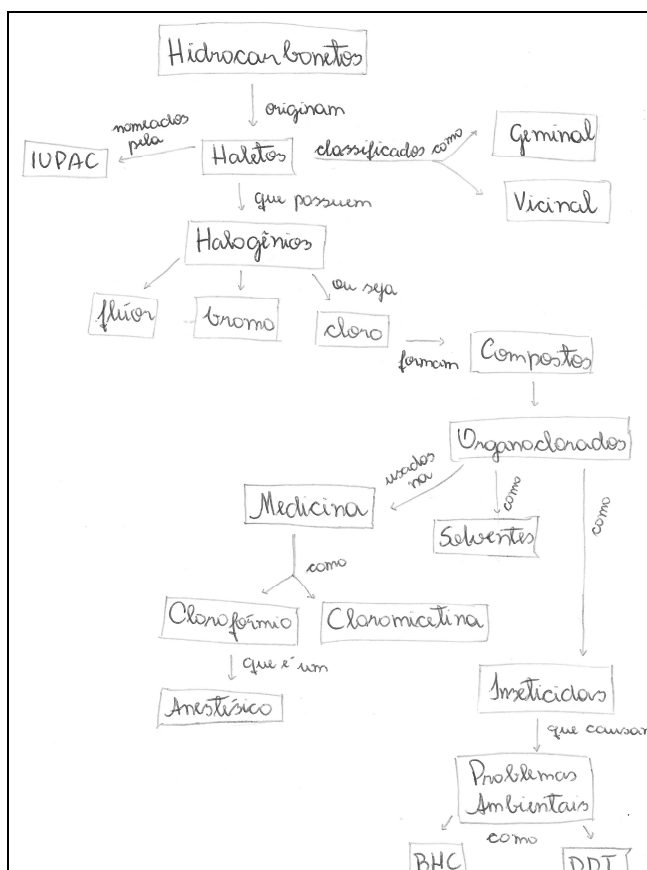 Hidrocarbonetos
originam
nomeados
pela
IUPAC
Haletos
classificados como
Geminal
Vicinal
que possuem
Halogênios
ou seja
flúor
bromo
cloro
formam
Compostos
Organoclorados
usados
na
como
como
Medicina
Solventes
como
Clorofórmio
Cloromicetina
que é um
Anestésico
Inseticidas
que causam
Problemas
Ambientais
como
BHC
DDT